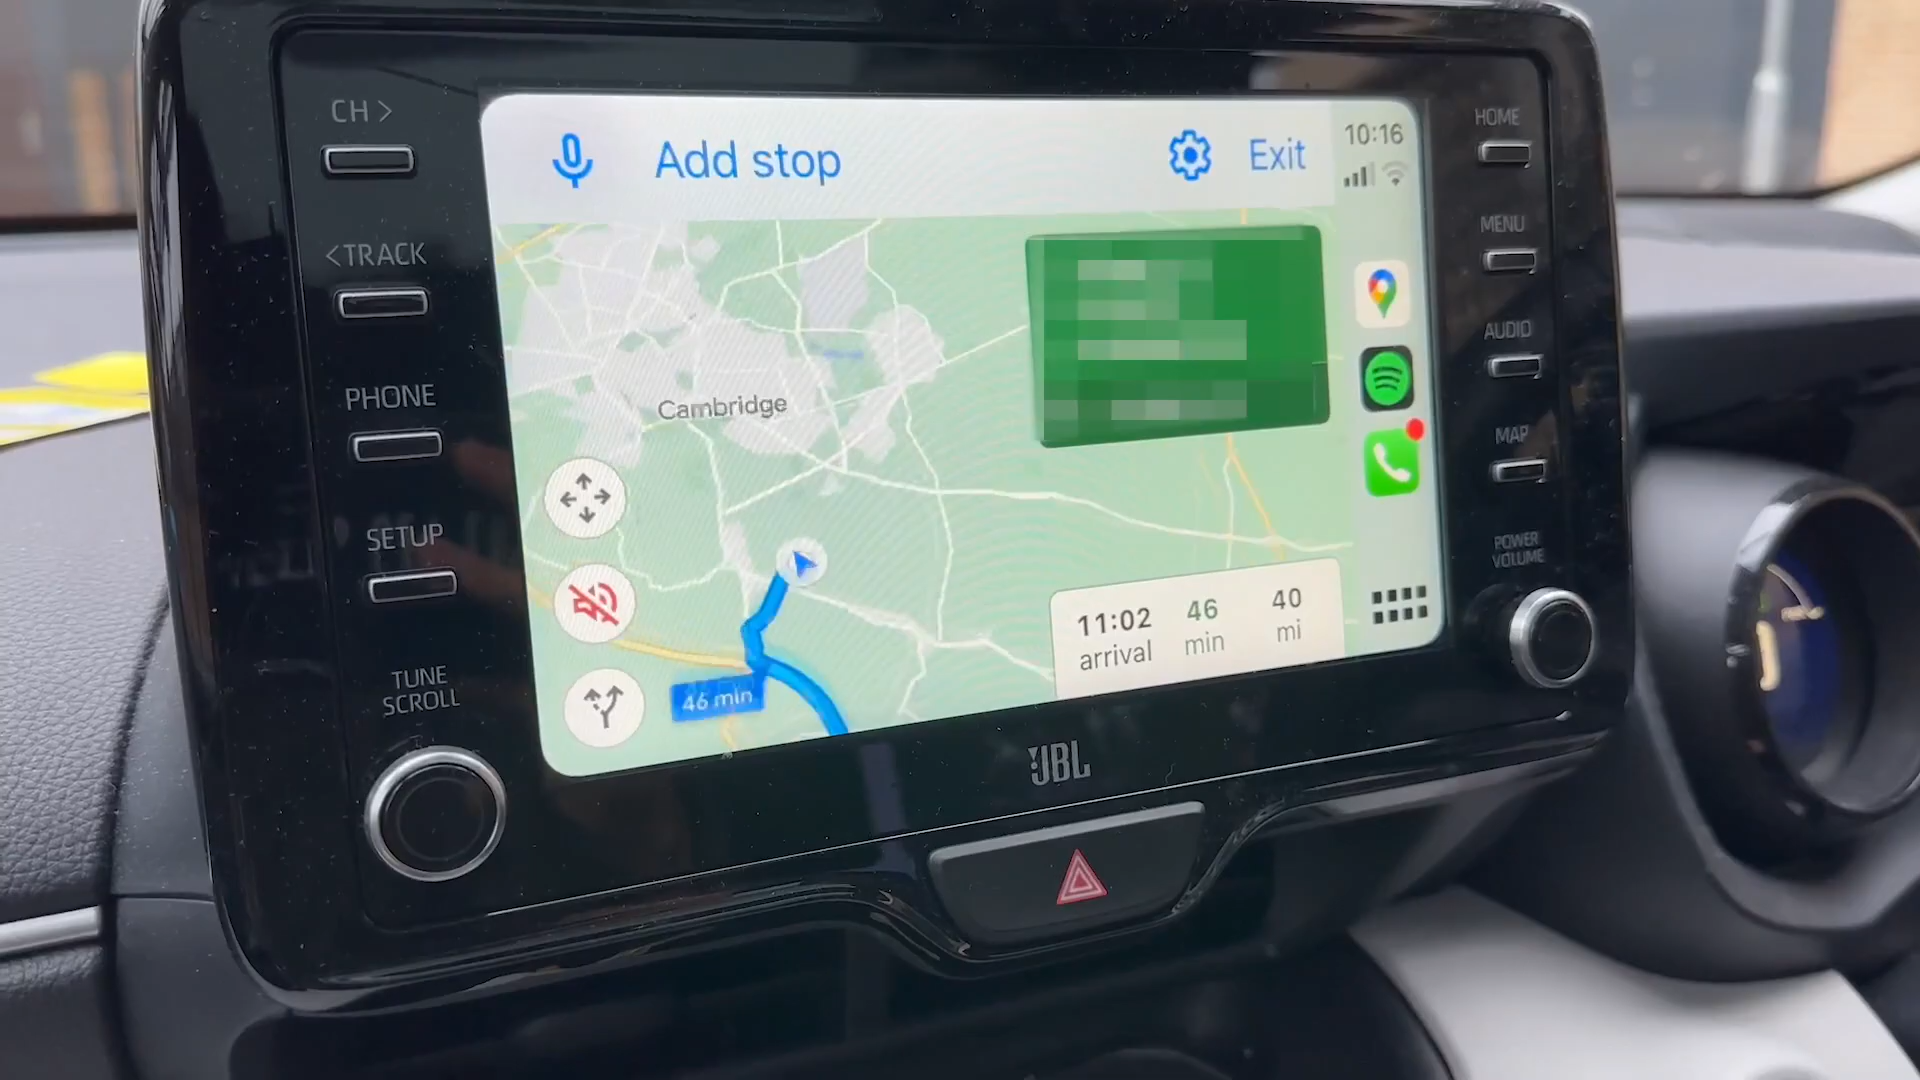 CH >
<TRACK
PHONE
SETUP
TUNE
SCROLL
Add stop
Exit
10:16
Cambridge
46 min
11:02
arrival
46
min
40
mi
JBL
HOME
MENU
AUDIO
MAP
POWER
VOLUME